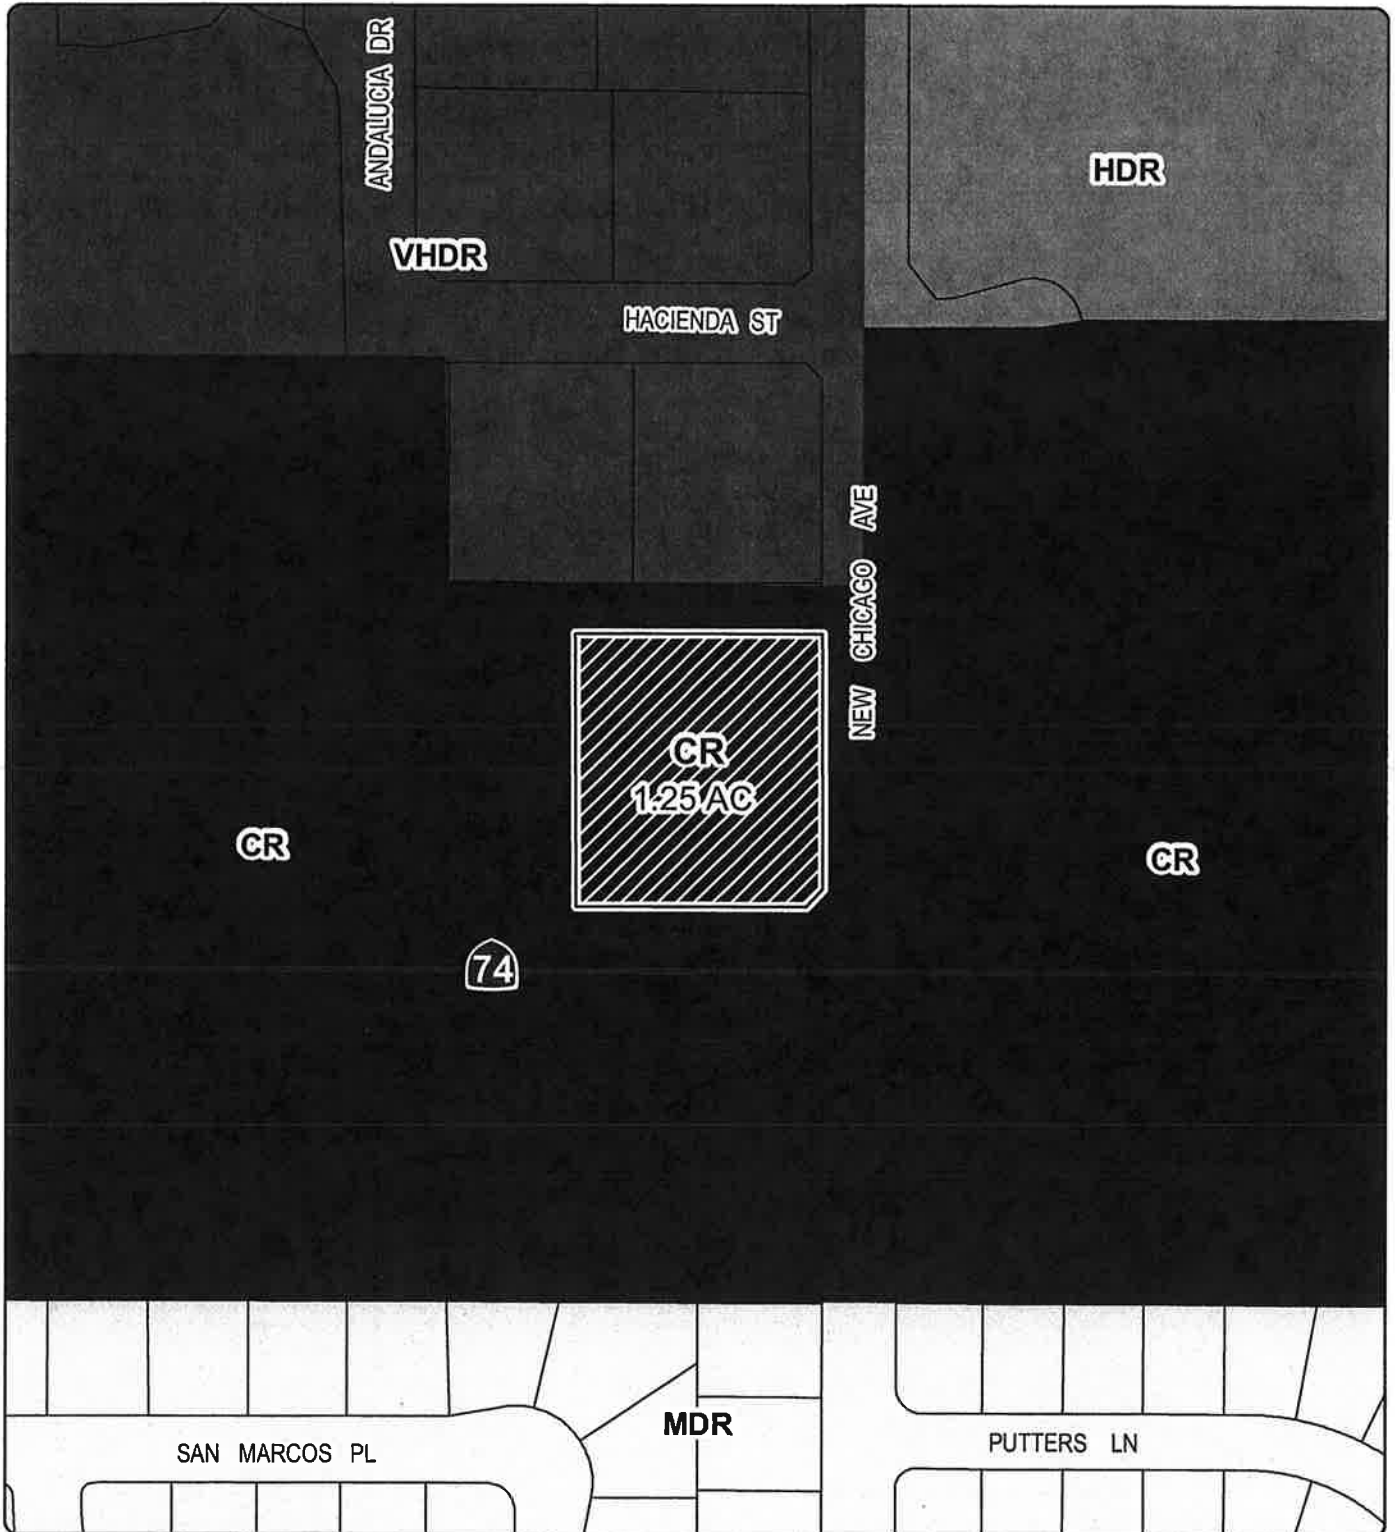 ANDALUCIA DR
HDR
VHDR
HACIENDA ST
NEW CHICAGO AVE
CR
1.25 AC
CR
CR
74
MDR
SAN MARCOS PL
PUTTERS LN